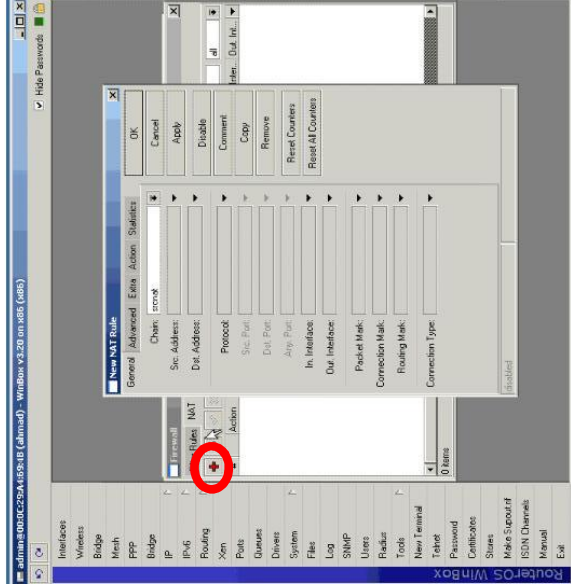 admin@00:0C:29:A4:69:1B (ahmad) - WinBox v3.20 on x86 (x86)
Hide Passwords
Interfaces
Wireless
Bridge
Mesh
PPP
Bridge
IP
IPv6
Routing
Xen
Ports
Queues
Drivers
System
Files
Log
SNMP
Users
Radius
Tools
New Terminal
Telnet
Password
Certificates
Stores
Make Supout.rif
ISDN Channels
Manual
Exit
RouterOS WinBox
Firewall
Rules NAT
all
Action
Inter... Out. Int...
0 items
New NAT Rule
General Advanced Extra Action Statistics
Chain: srcnat
Src. Address:
Dst. Address:
Protocol:
Src. Port:
Dst. Port:
Any. Port:
In. Interface:
Out. Interface:
Packet Mark:
Connection Mark:
Routing Mark:
Connection Type:
OK
Cancel
Apply
Disable
Comment
Copy
Remove
Reset Counters
Reset All Counters
disabled